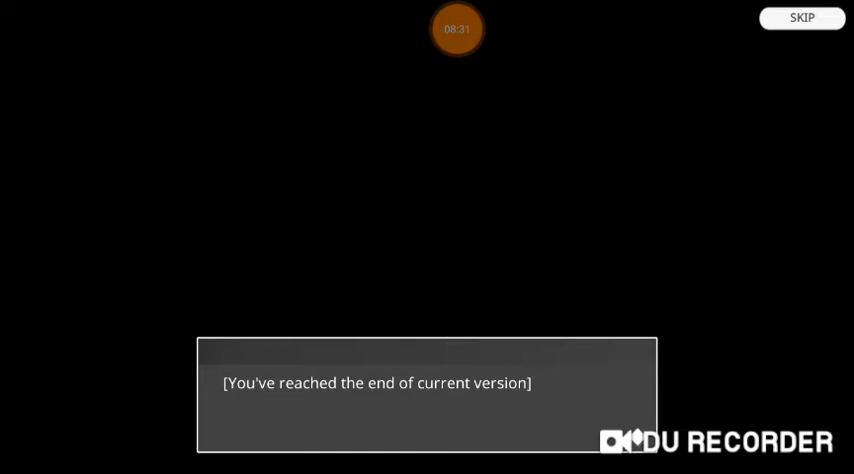 08:31
SKIP
[You've reached the end of current version]
DU RECORDER